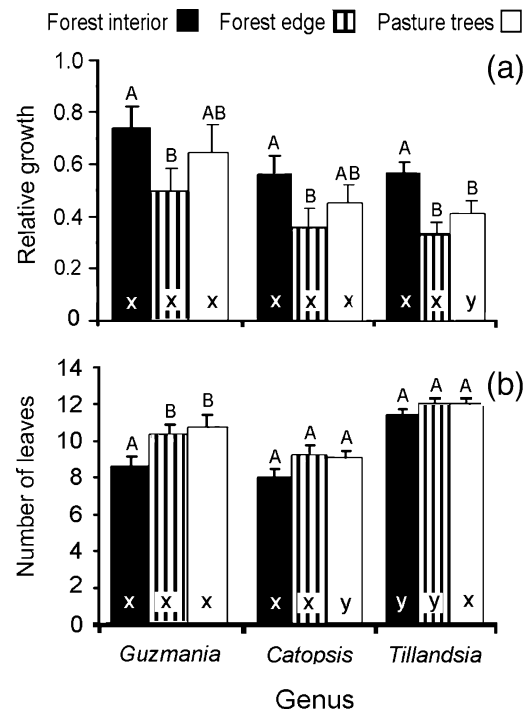 Forest interior Forest edge Pasture trees
(a)
Relative growth
1.0
0.8
0.6
0.4
0.2
0
A B AB
A B AB
A B B
x x x
x x x
x x y
(b)
Number of leaves
14
12
10
8
6
4
2
0
A B B
A A A
A A A
x x x
x x y
y y x
Guzmania Catopsis Tillandsia
Genus